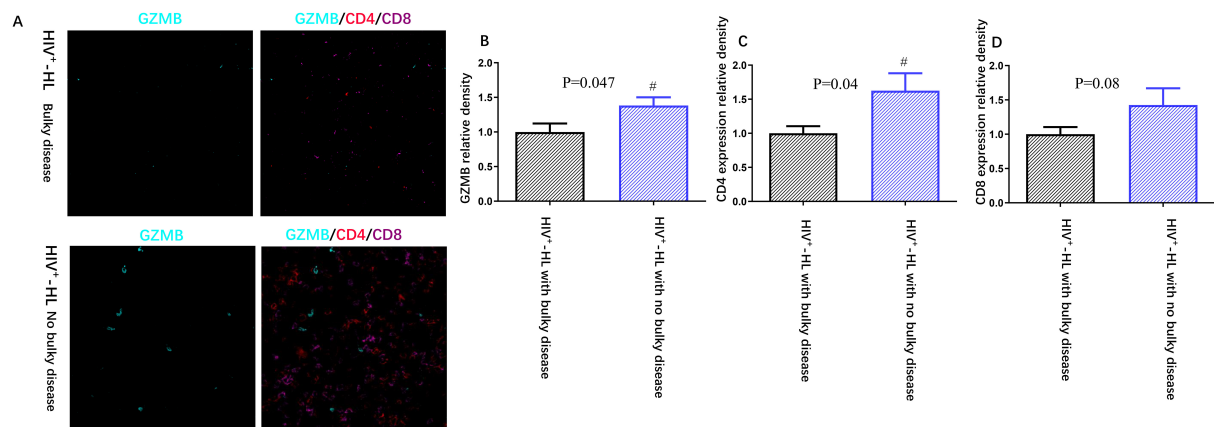 A
GZMB
GZMB/CD4/CD8
HIV⁺-HL Bulky disease
GZMB
GZMB/CD4/CD8
HIV⁺-HL No bulky disease
B
GZMB relative density
2.0
1.5
1.0
0.5
0.0
P=0.047
#
HIV⁺-HL with bulky disease
HIV⁺-HL with no bulky disease
C
CD4 expression relative density
2.0
1.5
1.0
0.5
0.0
P=0.04
#
HIV⁺-HL with bulky disease
HIV⁺-HL with no bulky disease
D
CD8 expression relative density
2.0
1.5
1.0
0.5
0.0
P=0.08
HIV⁺-HL with bulky disease
HIV⁺-HL with no bulky disease